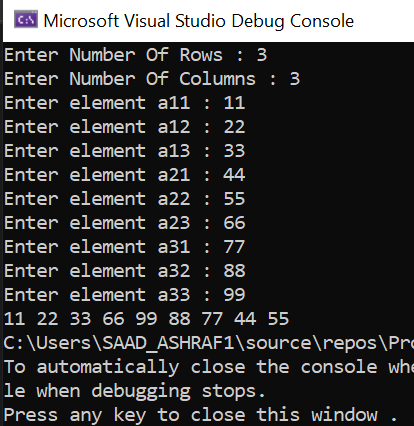 C:\ Microsoft Visual Studio Debug Console
Enter Number Of Rows : 3
Enter Number Of Columns : 3
Enter element a11 : 11
Enter element a12 : 22
Enter element a13 : 33
Enter element a21 : 44
Enter element a22 : 55
Enter element a23 : 66
Enter element a31 : 77
Enter element a32 : 88
Enter element a33 : 99
11 22 33 66 99 88 77 44 55
C:\Users\SAAD_ASHRAF1\source\repos\Pro
To automatically close the console whe
le when debugging stops.
Press any key to close this window .